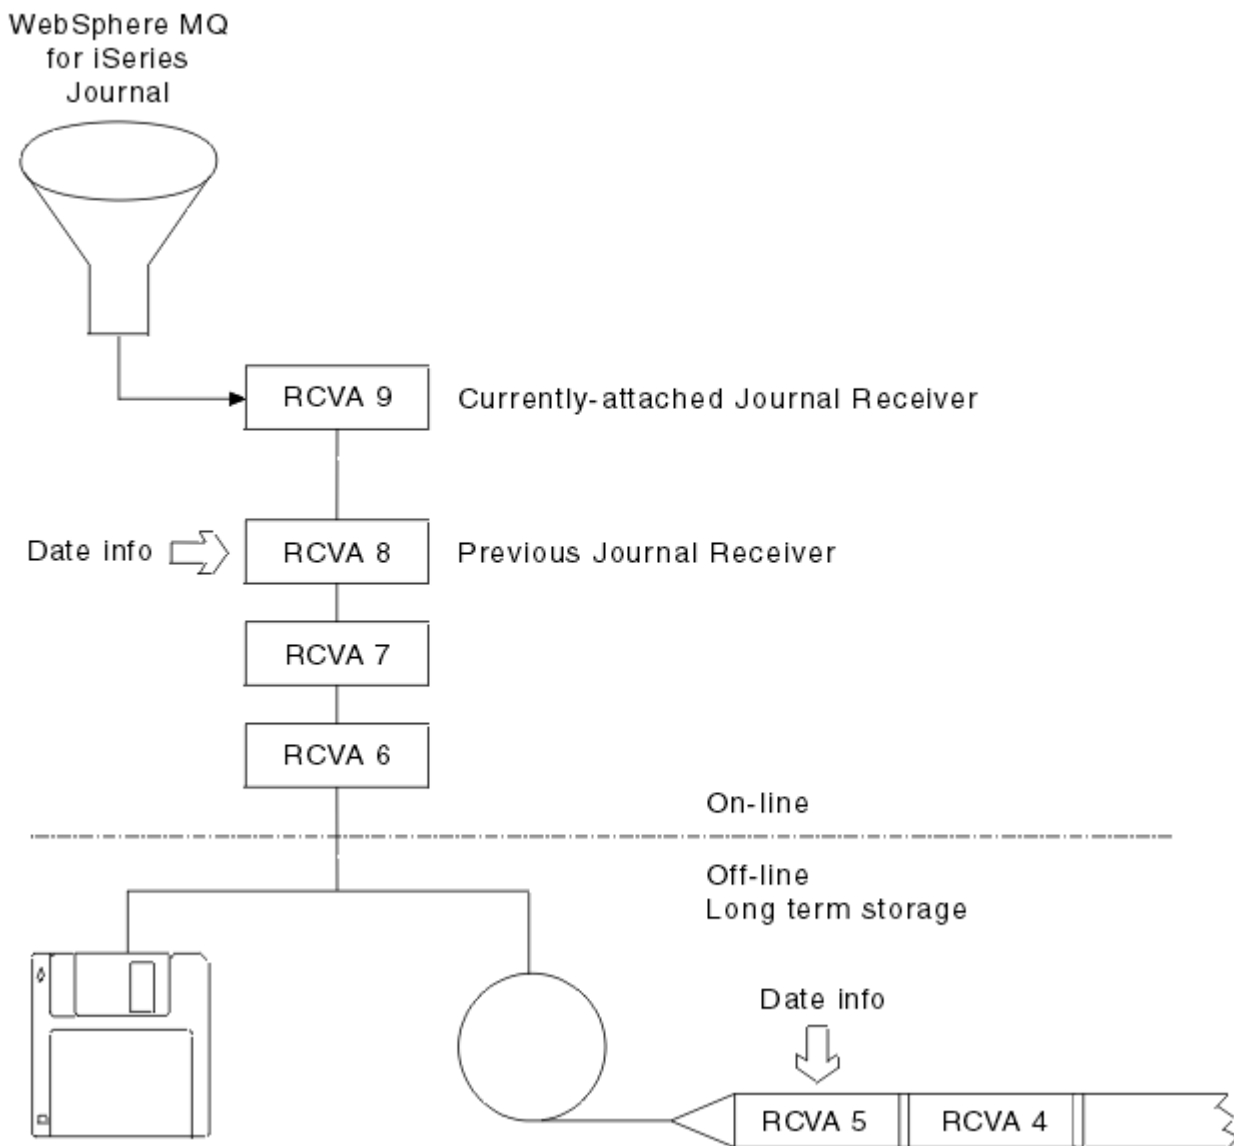 WebSphere MQ
for iSeries
Journal
RCVA 9
Currently-attached Journal Receiver
Date info
RCVA 8
Previous Journal Receiver
RCVA 7
RCVA 6
On-line
Off-line
Long term storage
Date info
RCVA 5
RCVA 4